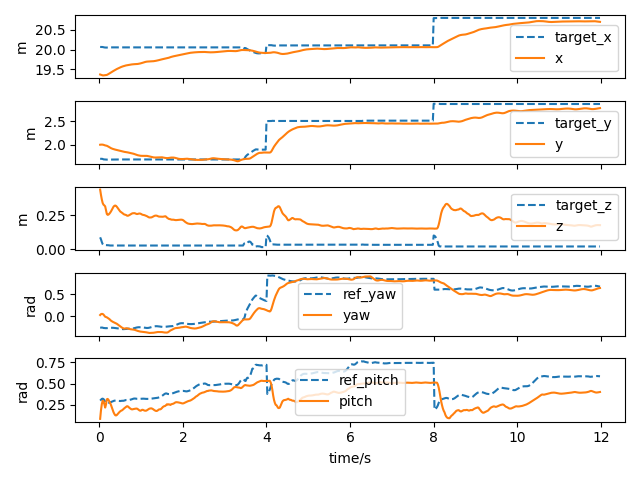 20.5
20.0
19.5
m
target_x
x
2.5
2.0
m
target_y
y
0.25
0.00
m
target_z
z
0.5
0.0
rad
ref_yaw
yaw
0.75
0.50
0.25
rad
ref_pitch
pitch
0 2 4 6 8 10 12
time/s